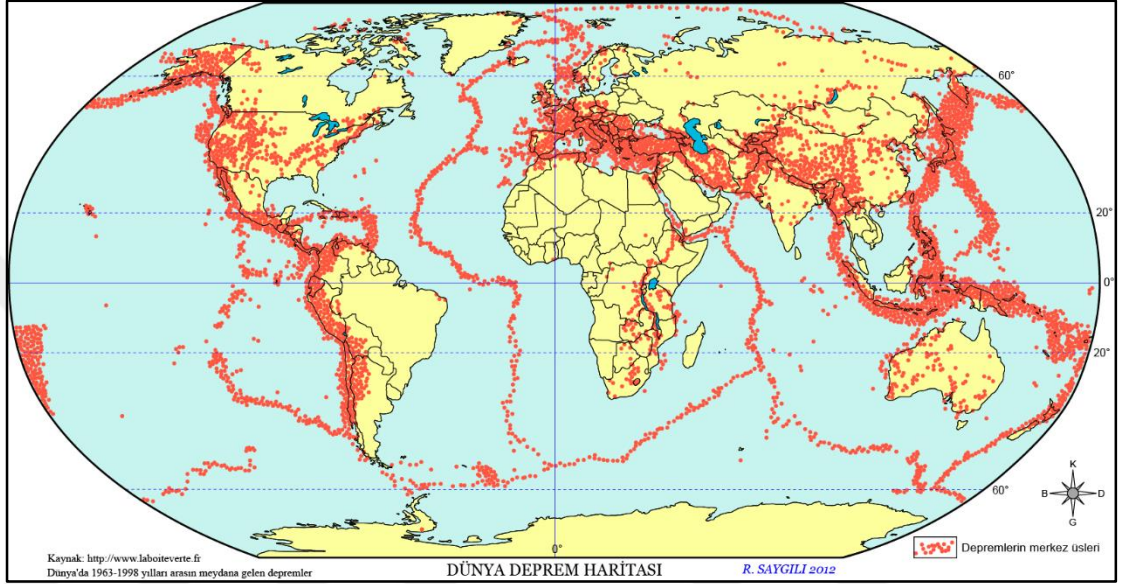 60°
20°
0°
20°
60°
0°
K
B
D
G
Depremlerin merkez üsleri
Kaynak: http://www.laboiteverte.fr
Dünya'da 1963-1998 yılları arasın meydana gelen depremler
DÜNYA DEPREM HARİTASI
R. SAYGILI 2012